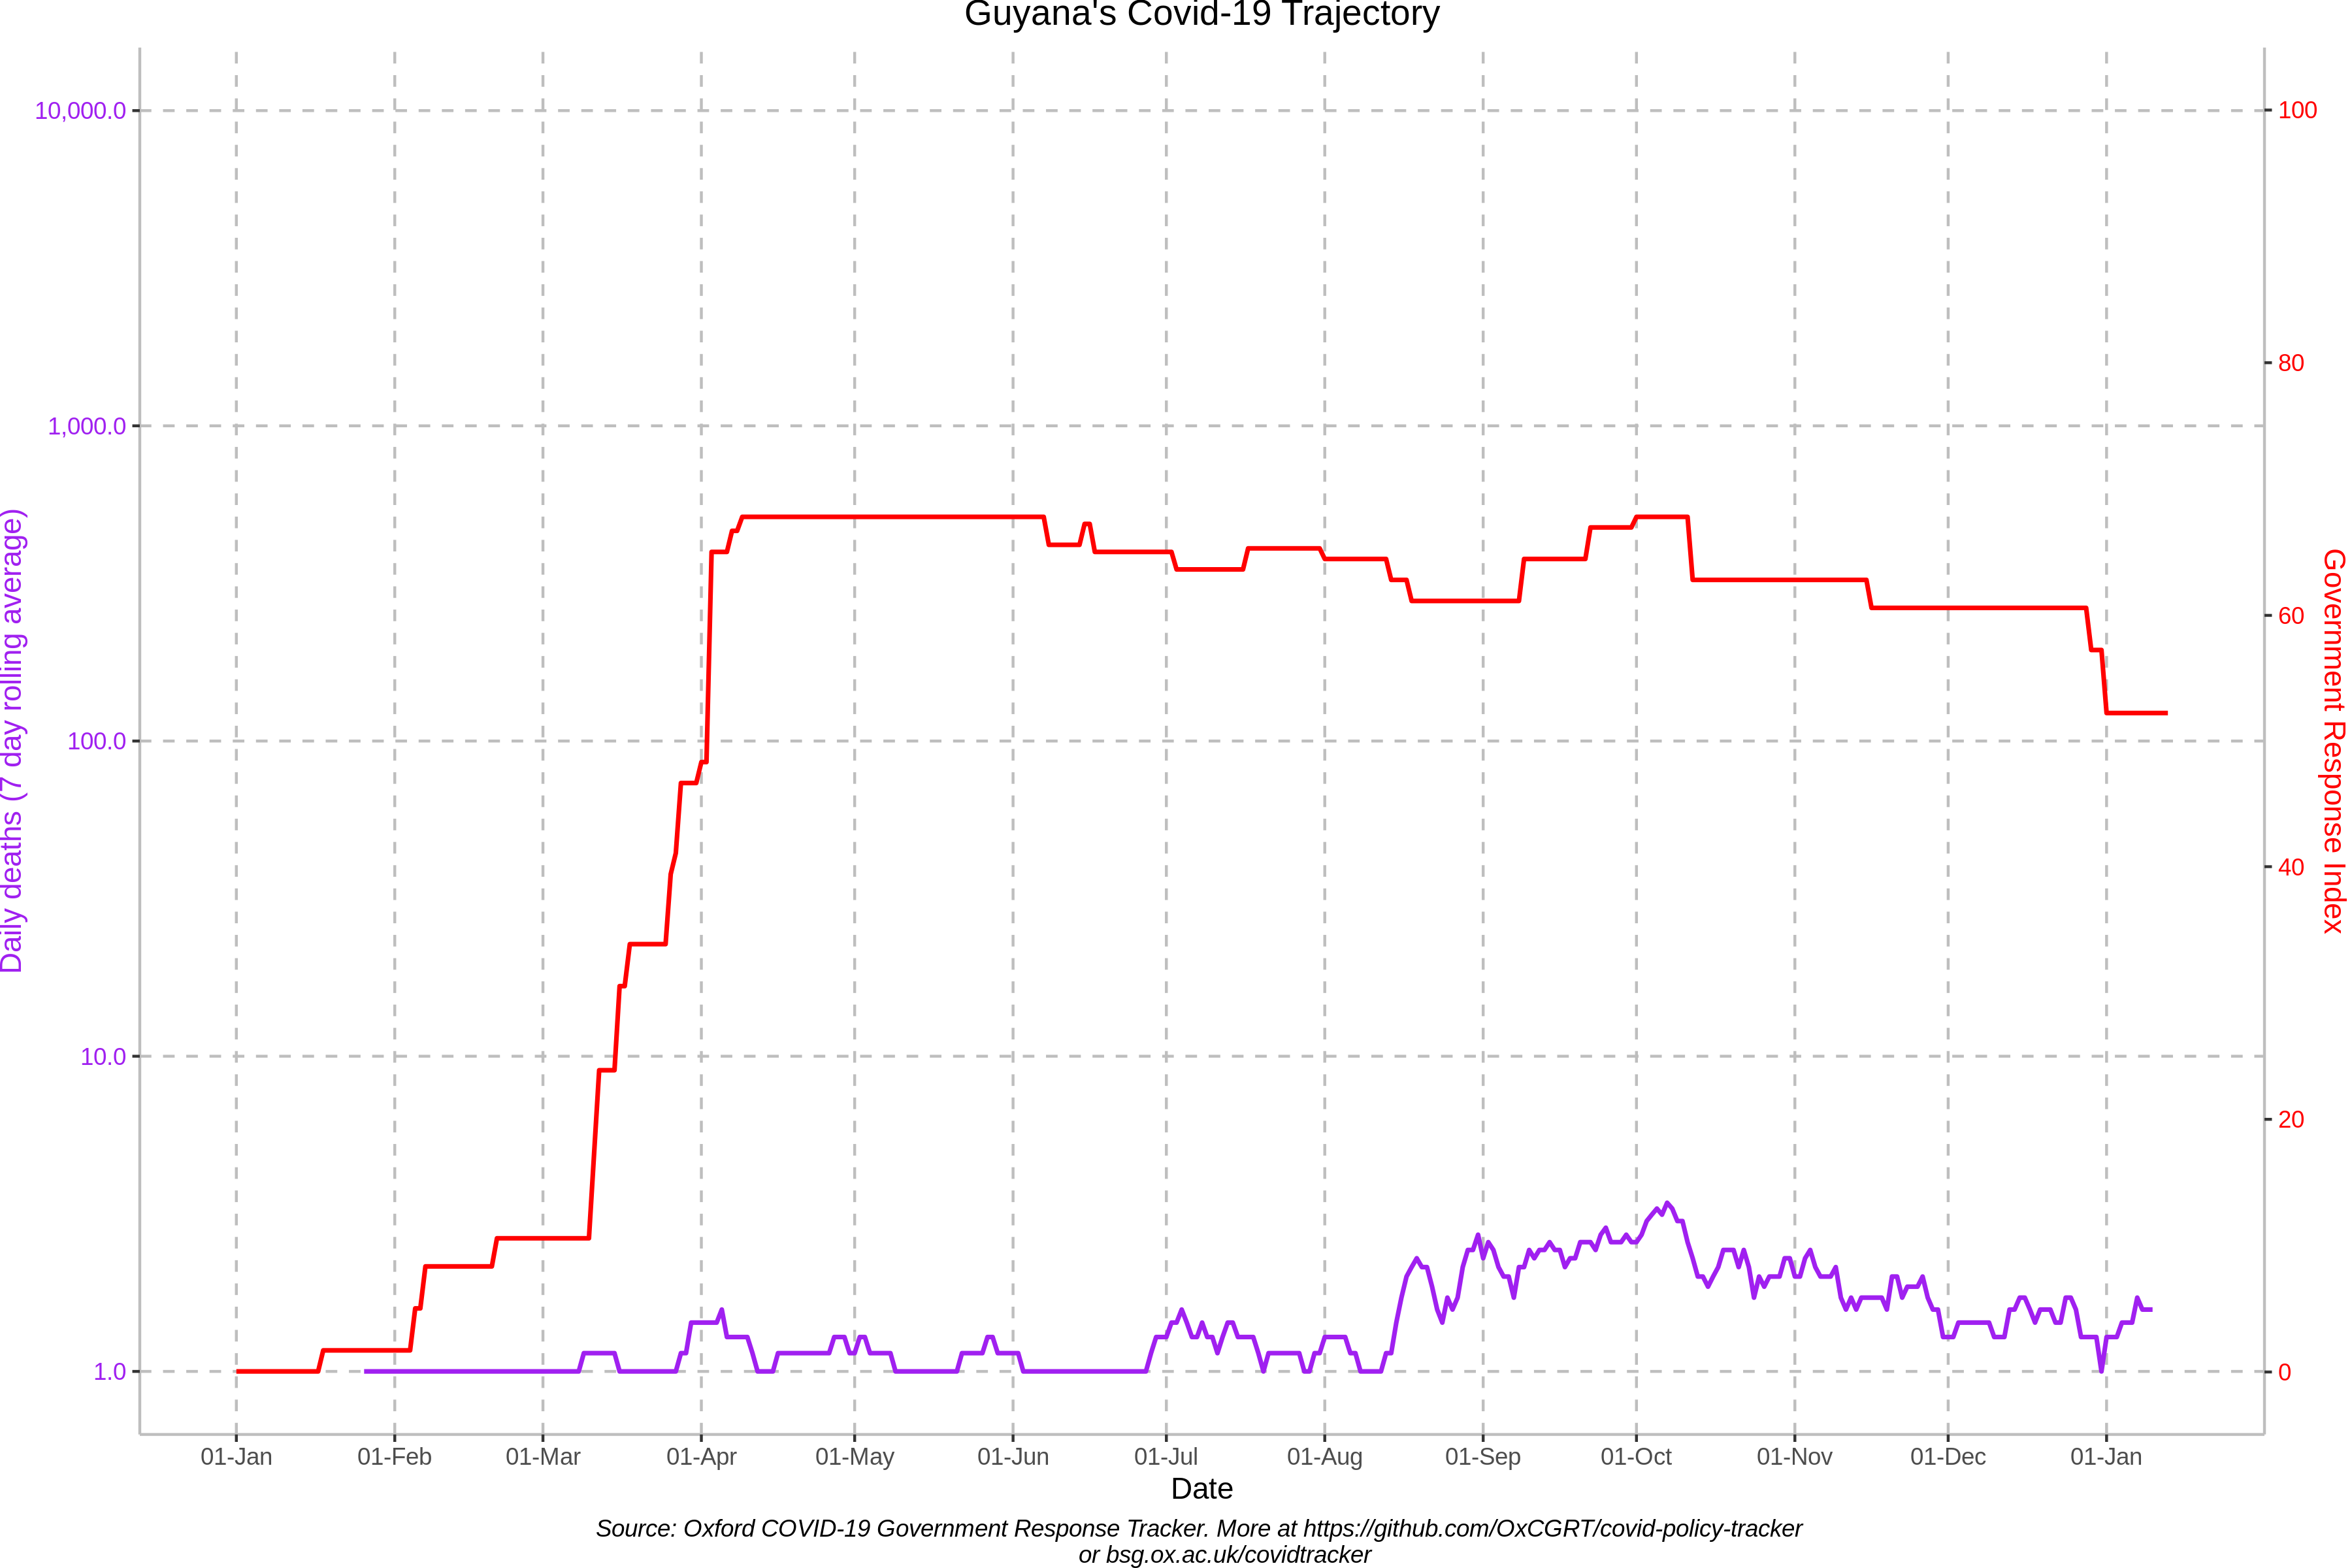 Guyana's Covid-19 Trajectory
10,000.0
1,000.0
100.0
10.0
1.0
Daily deaths (7 day rolling average)
100
80
60
40
20
0
Government Response Index
01-Jan 01-Feb 01-Mar 01-Apr 01-May 01-Jun 01-Jul 01-Aug 01-Sep 01-Oct 01-Nov 01-Dec 01-Jan
Date
Source: Oxford COVID-19 Government Response Tracker. More at https://github.com/OxCGRT/covid-policy-tracker
or bsg.ox.ac.uk/covidtracker